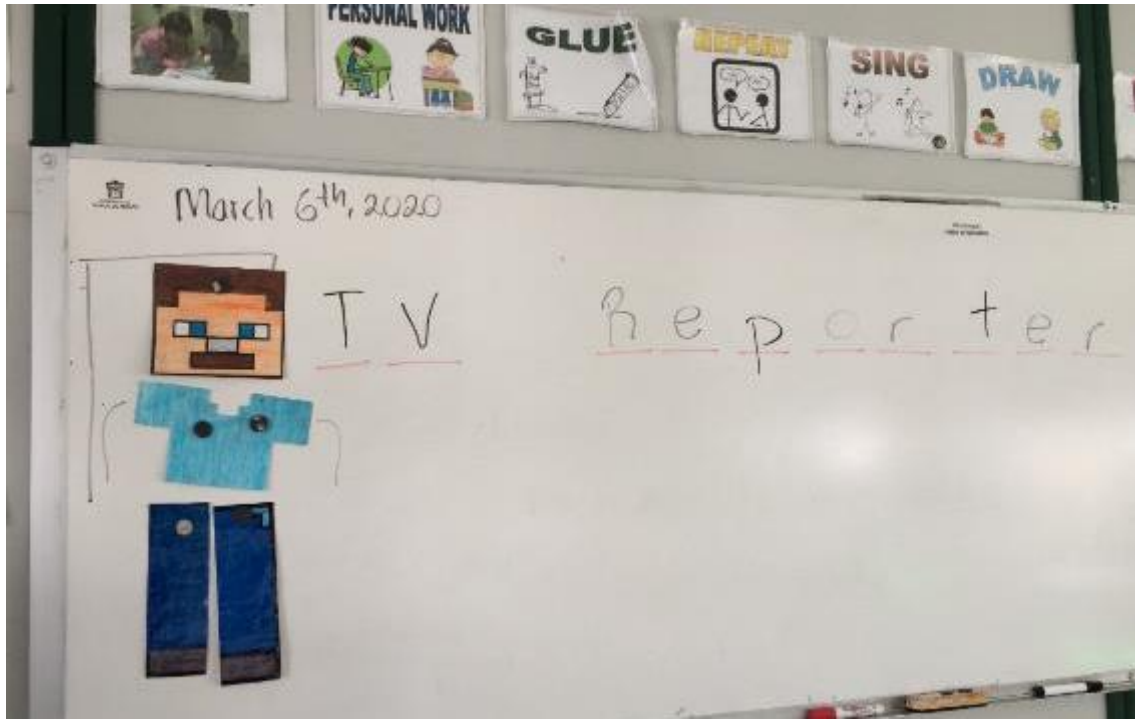 PERSONAL WORK
GLUE
REPEAT
SING
DRAW
March 6th, 2020
TV Reporter